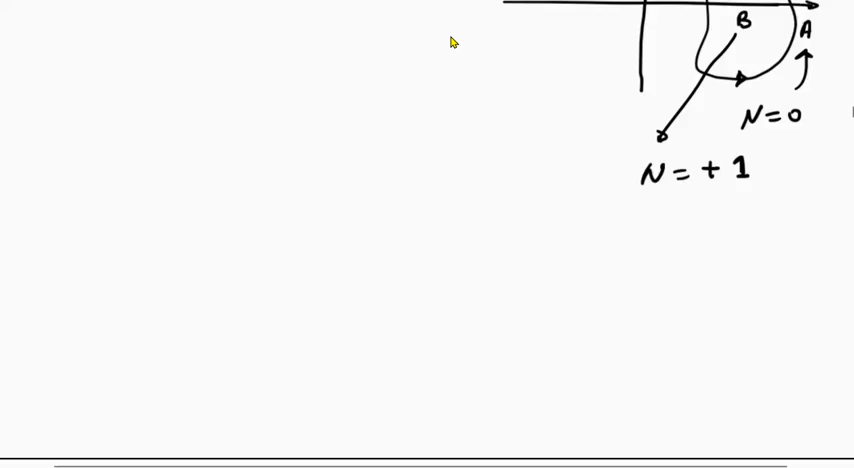 B
A
N = 0
N = + 1